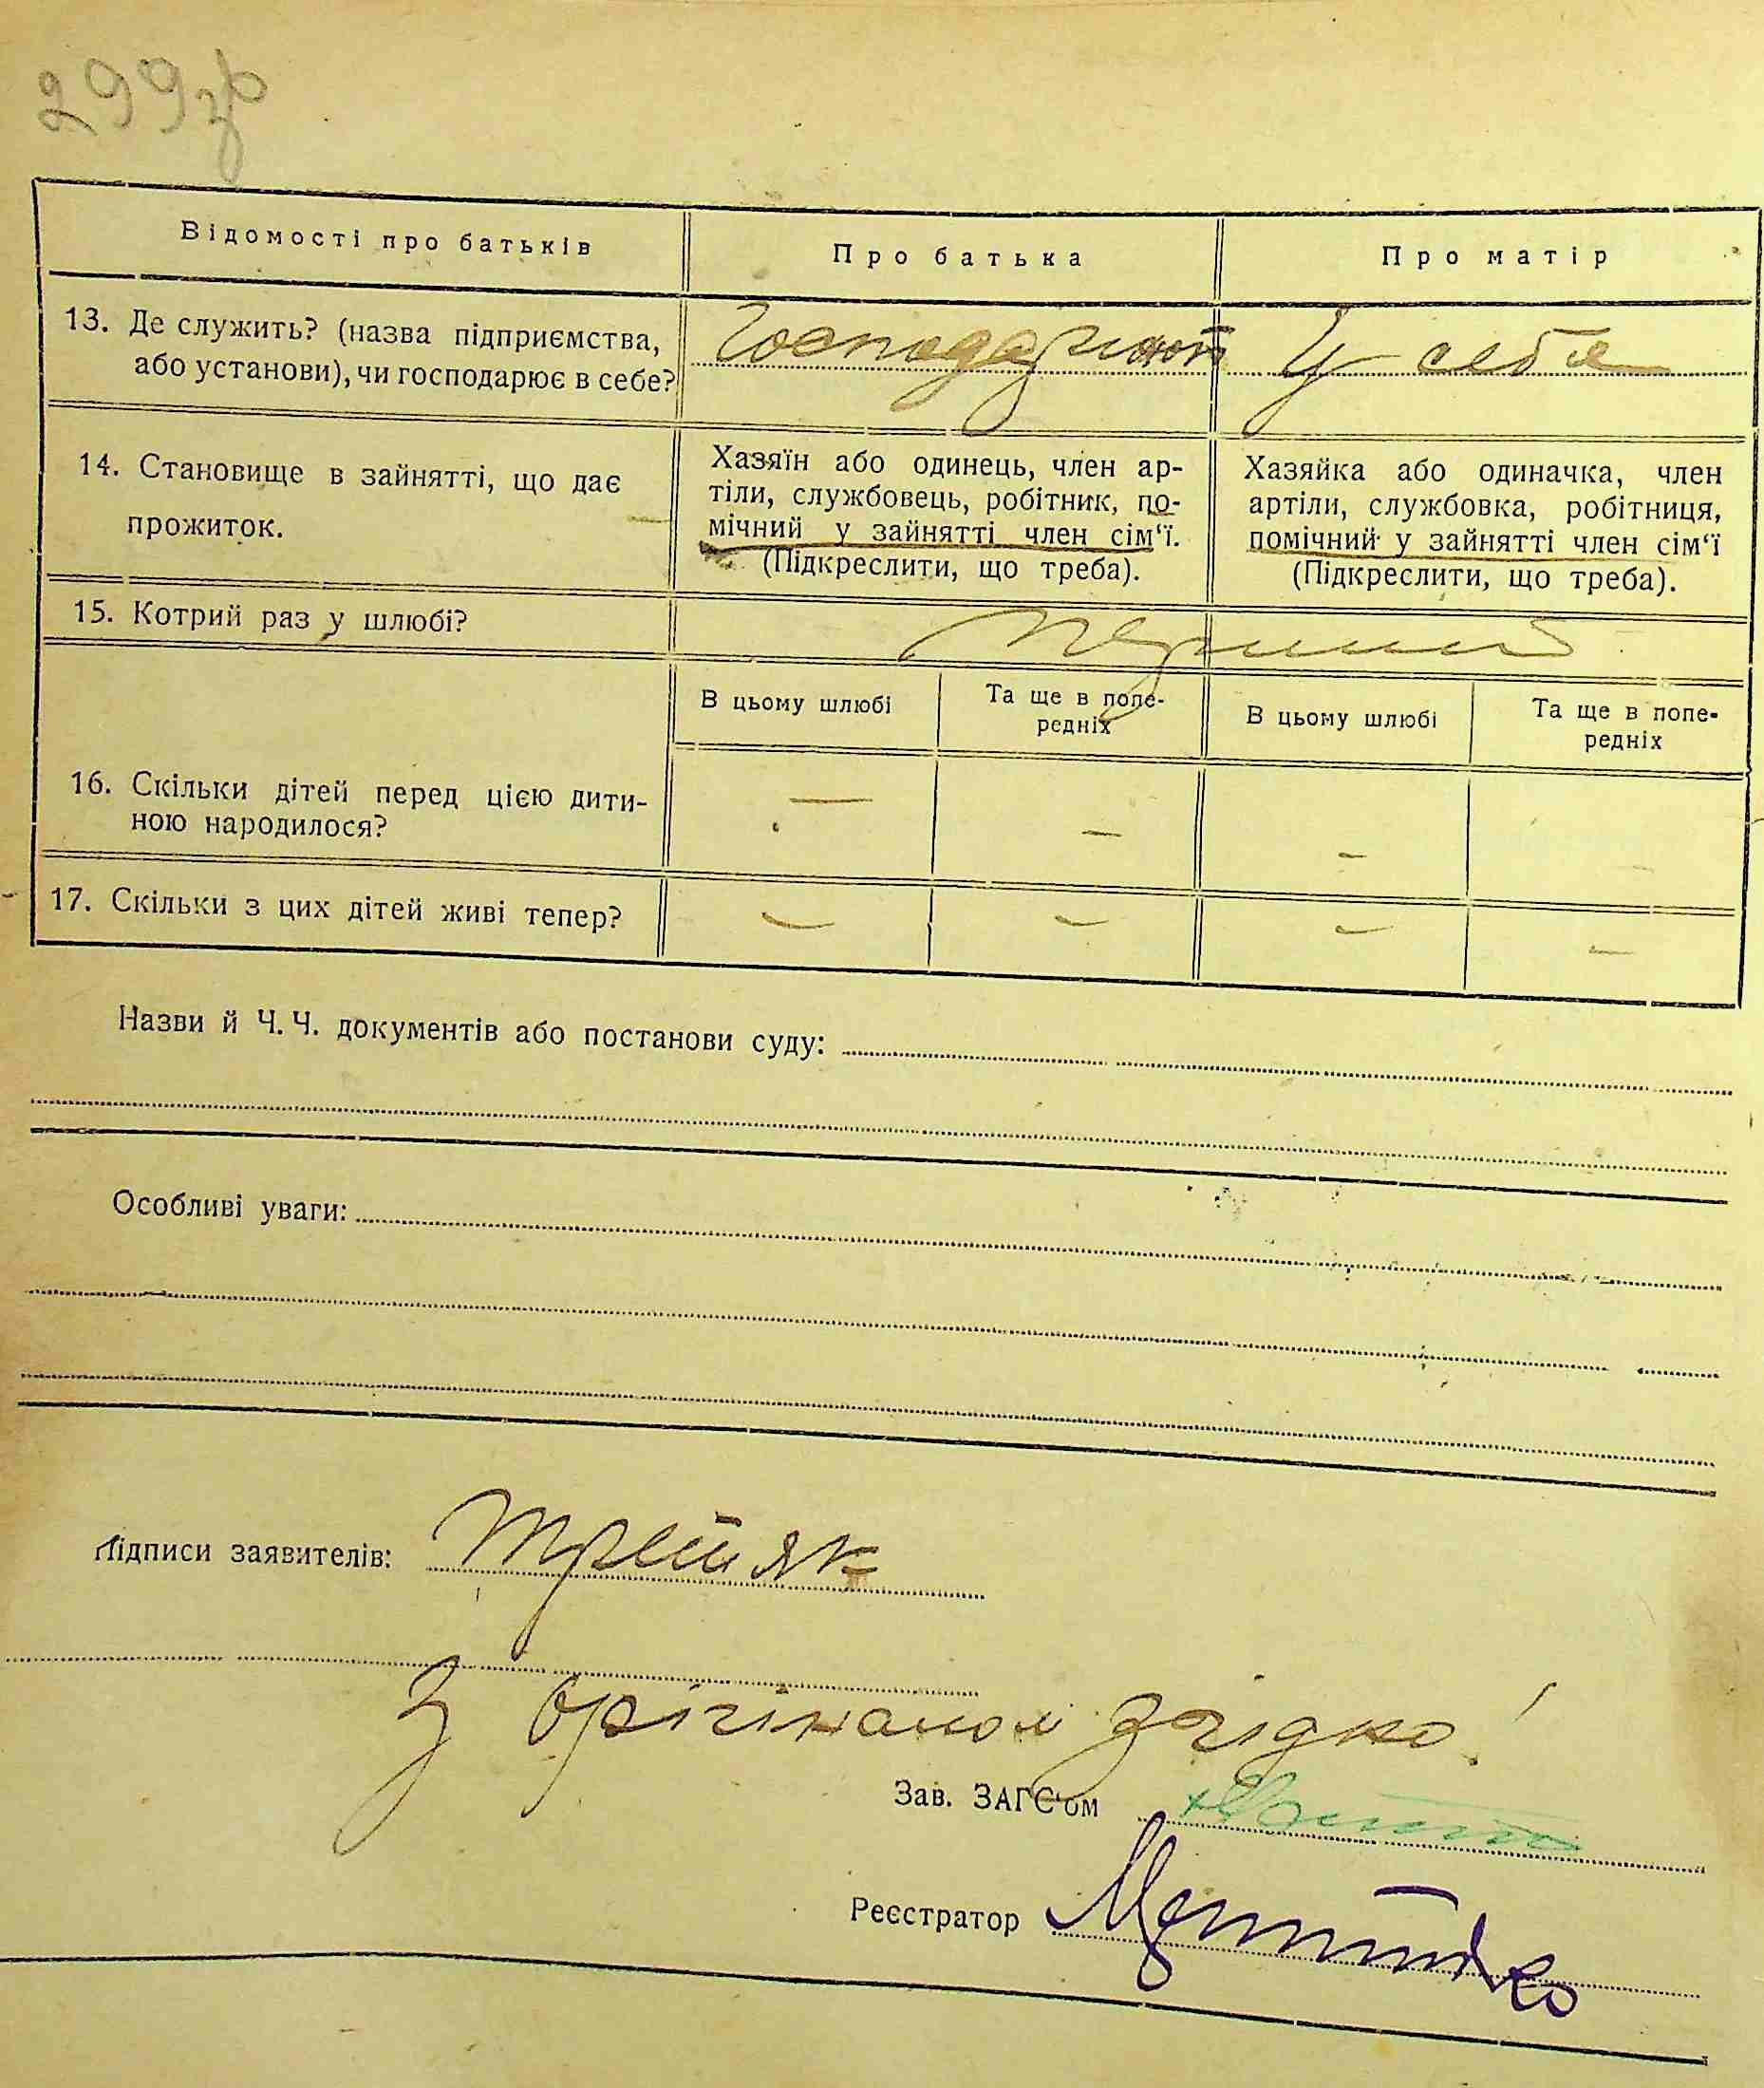 299зв
Відомості про батьків
Про батька
Про матір
13. Де служить? (назва підприємства,
або установи), чи господарює в себе?
Господарюют у себе
14. Становище в зайнятті, що дає
прожиток.
Хазяїн або одинець, член ар-
тіли, службовець, робітник, по-
мічний у зайнятті член сім‘ї.
(Підкреслити, що треба).
Хазяйка або одиначка, член
артіли, службовка, робітниця,
помічний у зайнятті член сім‘ї
(Підкреслити, що треба).
15. Котрий раз у шлюбі?
перший
В цьому шлюбі
Та ще в попе-
редніх
В цьому шлюбі
Та ще в попе-
редніх
16. Скільки дітей перед цією дити-
ною народилося?
— — — —
17. Скільки з цих дітей живі тепер?
— — — —
Назви й Ч. Ч. документів або постанови суду:
Особливі уваги:
Підписи заявителів: Третяк
З орігіналом згідно!
Зав. ЗАГС‘ом
Реєстратор